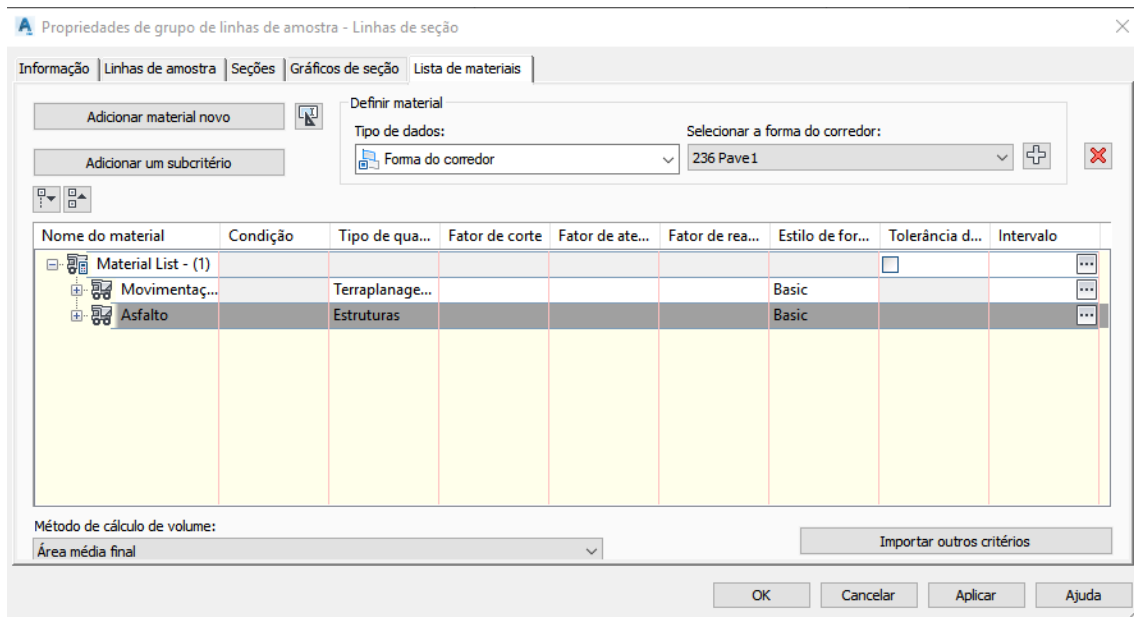 Propriedades de grupo de linhas de amostra - Linhas de seção
Informação Linhas de amostra Seções Gráficos de seção Lista de materiais
Adicionar material novo
Adicionar um subcritério
Definir material
Tipo de dados:
Forma do corredor
Selecionar a forma do corredor:
236 Pave1
Nome do material Condição Tipo de qua... Fator de corte Fator de ate... Fator de rea... Estilo de for... Tolerância d... Intervalo
Material List - (1) ...
Movimentaç... Terraplanage... Basic ...
Asfalto Estruturas Basic ...
Método de cálculo de volume:
Área média final
Importar outros critérios
OK Cancelar Aplicar Ajuda